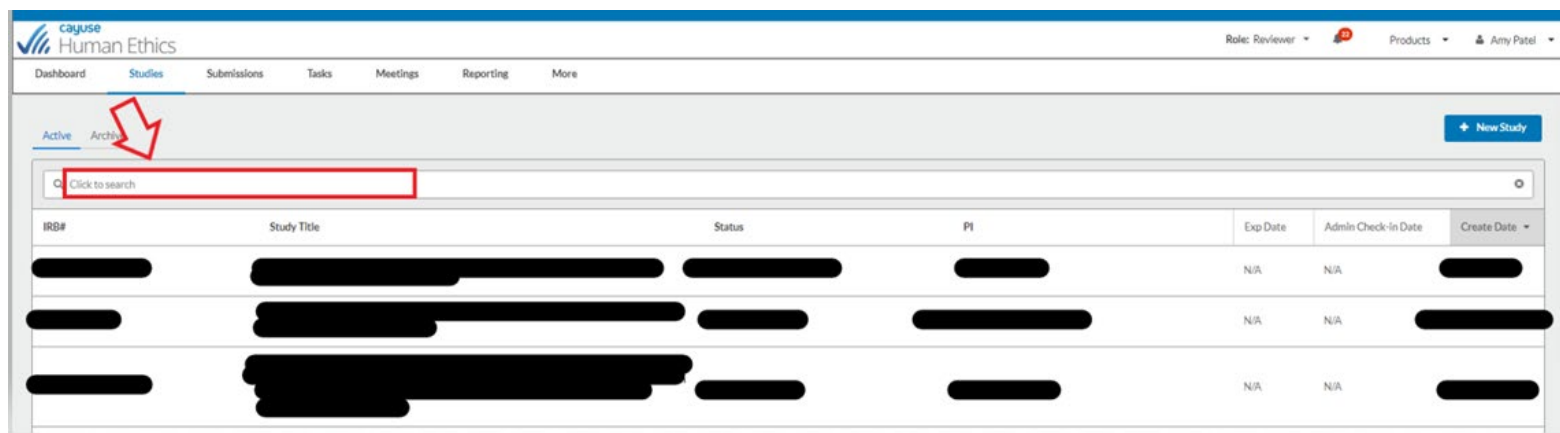 cayuse
Human Ethics
Role: Reviewer
22
Products
Amy Patel
Dashboard Studies Submissions Tasks Meetings Reporting More
Active
+ New Study
Click to search
IRB# Study Title Status PI Exp Date Admin Check-in Date Create Date
N/A N/A
N/A N/A
N/A N/A